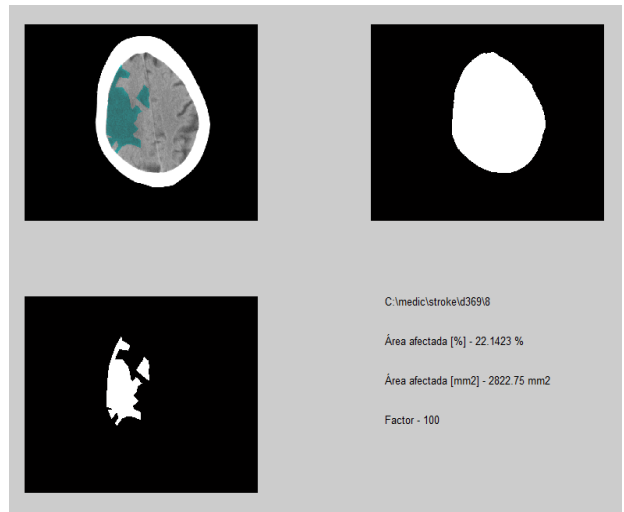 C:\medic\stroke\d369\8
Área afectada [%] - 22.1423 %
Área afectada [mm2] - 2822.75 mm2
Factor - 100